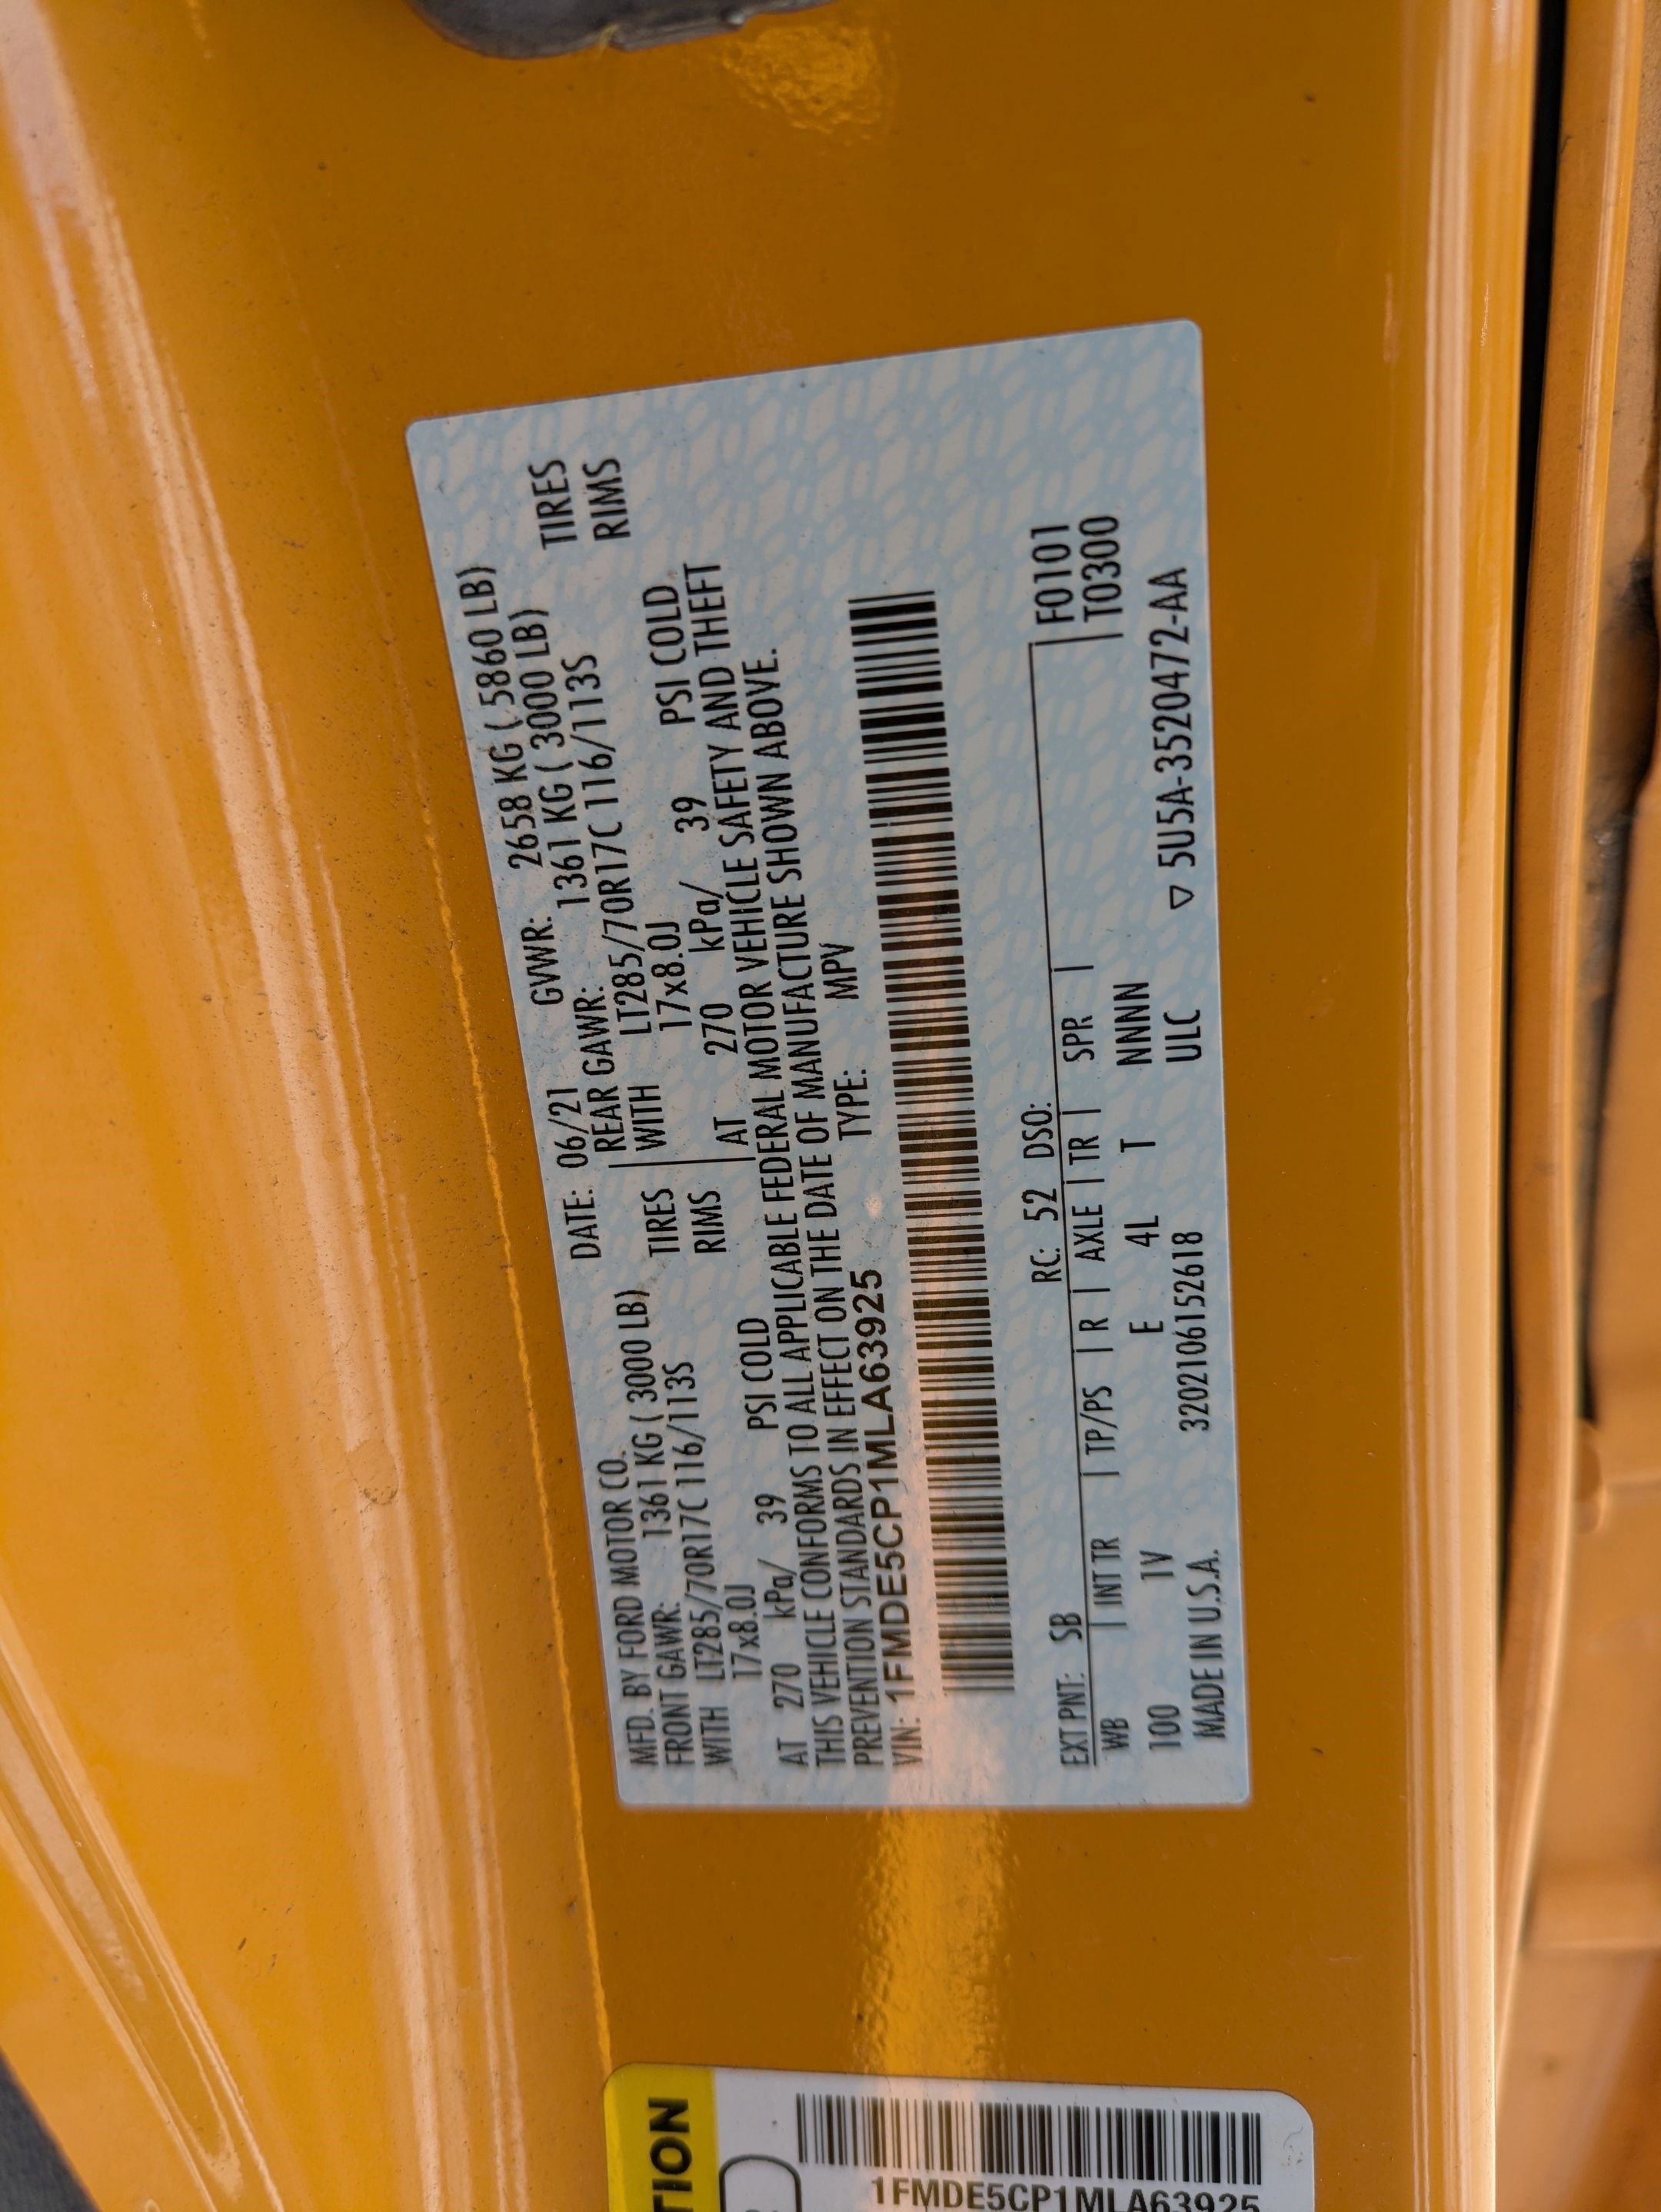 MFD. BY FORD MOTOR CO. DATE: 06/21 GVWR: 2658 KG ( 5860 LB)
FRONT GAWR: 1361 KG ( 3000 LB) REAR GAWR: 1361 KG ( 3000 LB)
WITH LT285/70R17C 116/113S TIRES WITH LT285/70R17C 116/113S TIRES
17x8.0J RIMS 17x8.0J RIMS
AT 270 kPa/ 39 PSI COLD AT 270 kPa/ 39 PSI COLD
THIS VEHICLE CONFORMS TO ALL APPLICABLE FEDERAL MOTOR VEHICLE SAFETY AND THEFT
PREVENTION STANDARDS IN EFFECT ON THE DATE OF MANUFACTURE SHOWN ABOVE.
VIN: 1FMDE5CP1MLA63925 TYPE: MPV
EXT PNT: SB RC: 52 DSO: F0101
WB | INT TR | TP/PS | R | AXLE | TR | SPR | T0300
100 1V E 4L T NNNN
MADE IN U.S.A. 3202106152618 ULC ▽ 5U5A-3520472-AA
TION
1FMDE5CP1MLA63925